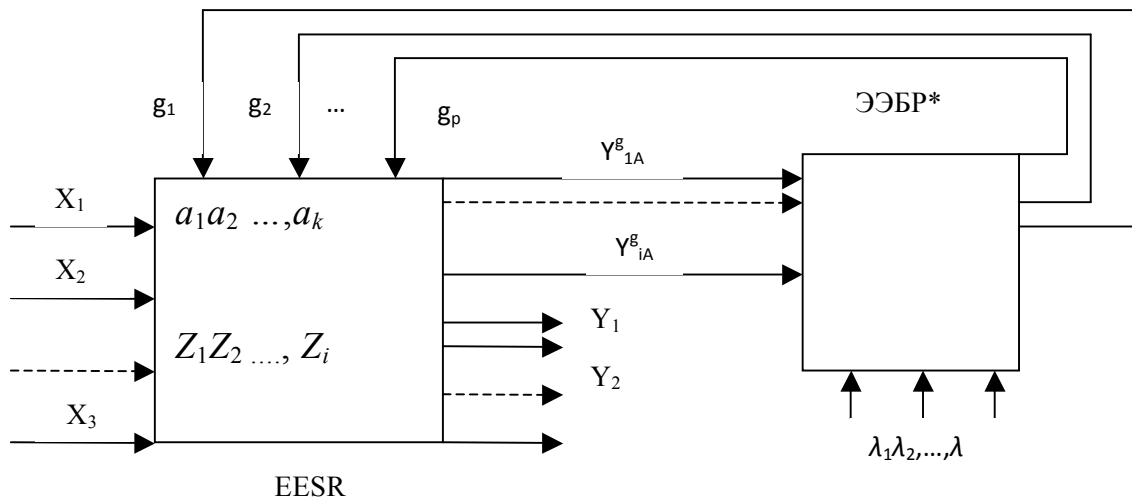 ЭЭБР*
g₁ g₂ ... gₚ
Yᵍ₁A
X₁
a₁a₂ ...,aₖ
YᵍiA
X₂
Y₁
Z₁Z₂ ...., Zᵢ
Y₂
X₃
λ₁λ₂,...,λ
EESR